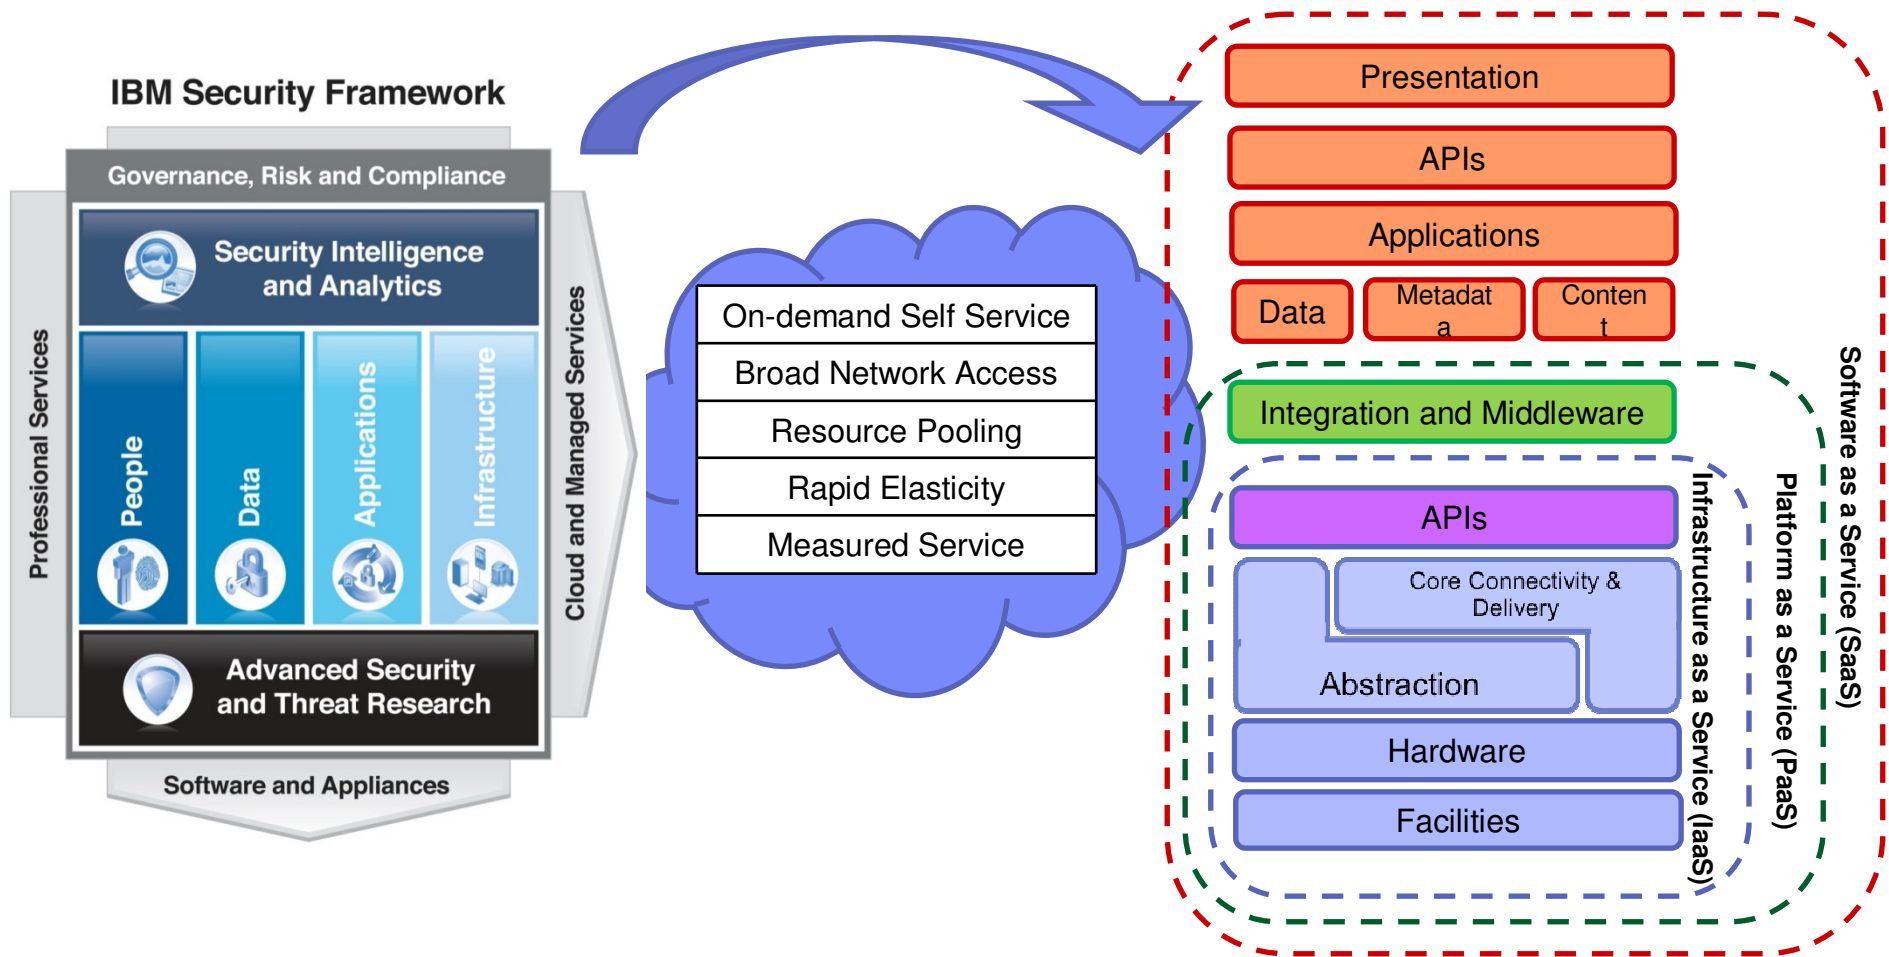 IBM Security Framework
Governance, Risk and Compliance
Security Intelligence
and Analytics
Professional Services
People
Data
Applications
Infrastructure
Cloud and Managed Services
Advanced Security
and Threat Research
Software and Appliances
On-demand Self Service
Broad Network Access
Resource Pooling
Rapid Elasticity
Measured Service
Presentation
APIs
Applications
Data
Metadat
a
Conten
t
Integration and Middleware
APIs
Core Connectivity &
Delivery
Abstraction
Hardware
Facilities
Infrastructure as a Service (IaaS)
Platform as a Service (PaaS)
Software as a Service (SaaS)